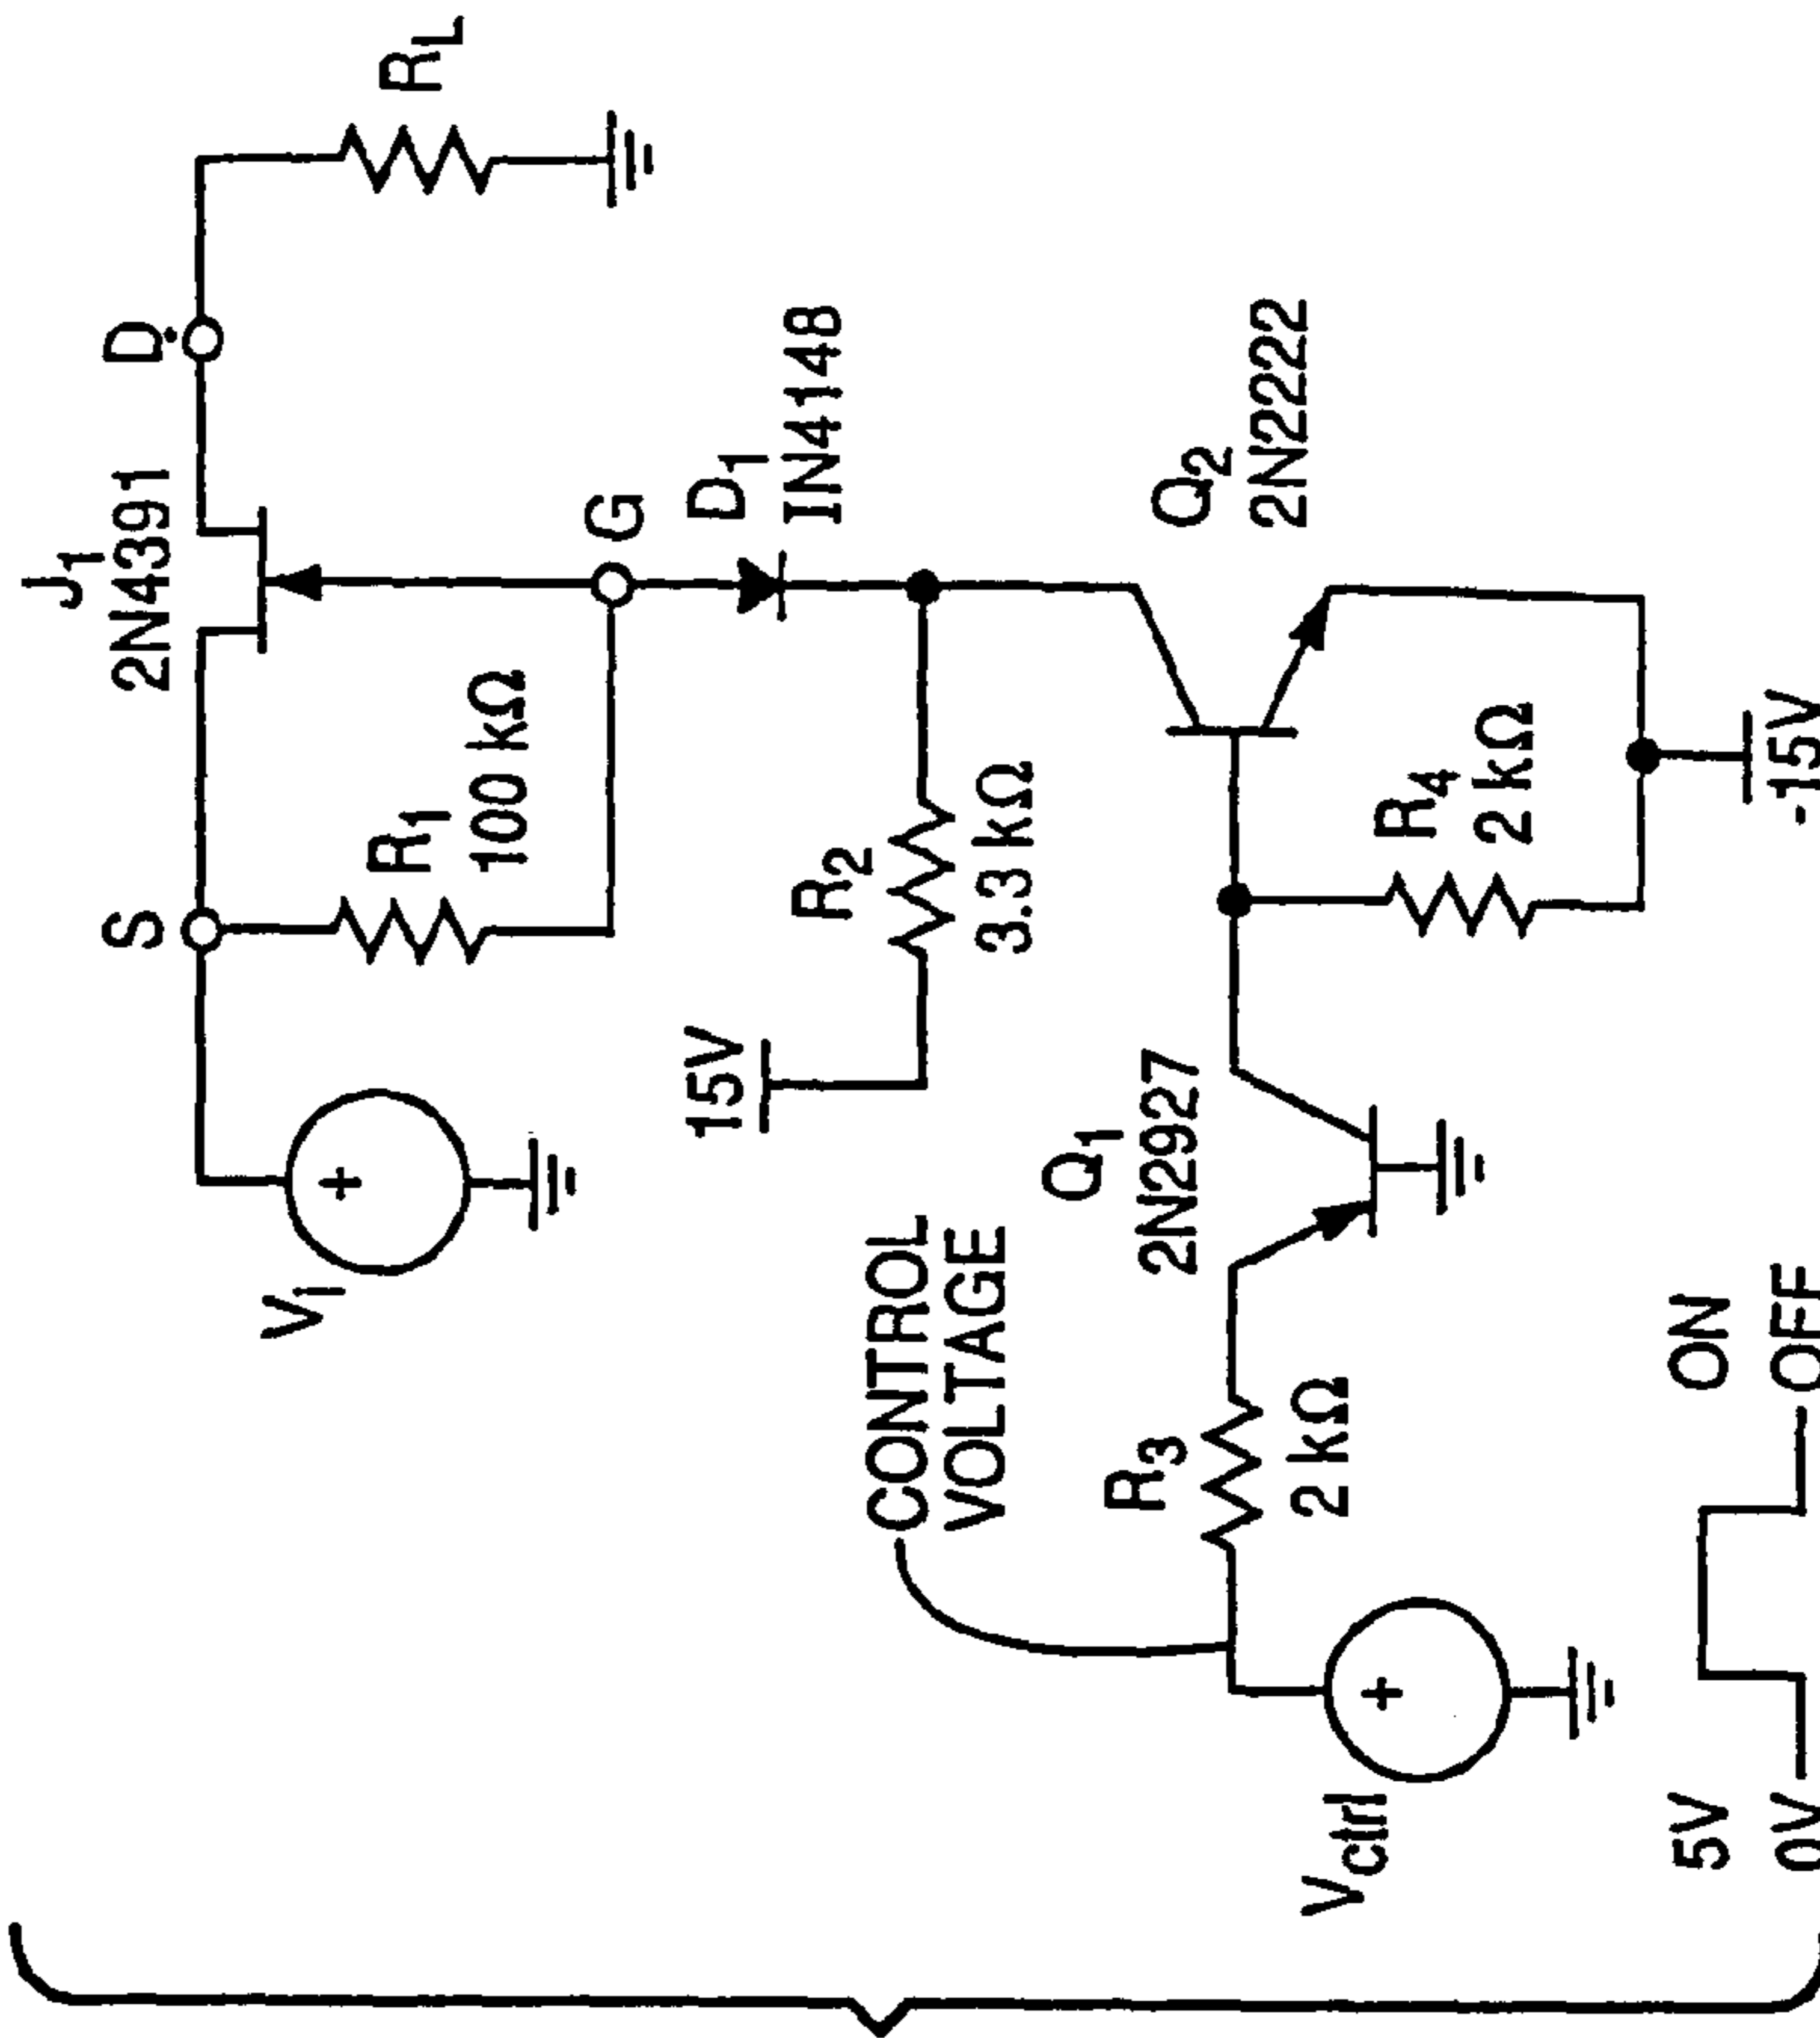 J1
2N4391
S
D
RL
R1
100 kΩ
VI
G
D1
IN4148
15V
R2
3.3 kΩ
CONTROL
VOLTAGE
Q1
2N2927
Q2
2N2222
R3
2 kΩ
R4
2 kΩ
Vctrl
-15V
5V
ON
0V
OFF